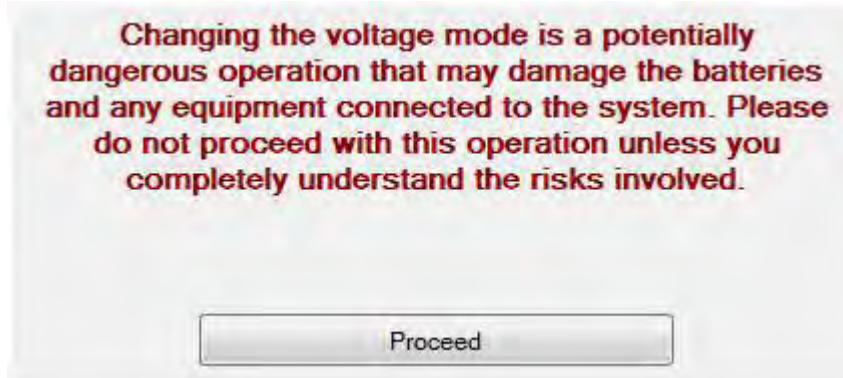 Changing the voltage mode is a potentially
dangerous operation that may damage the batteries
and any equipment connected to the system. Please
do not proceed with this operation unless you
completely understand the risks involved.
Proceed